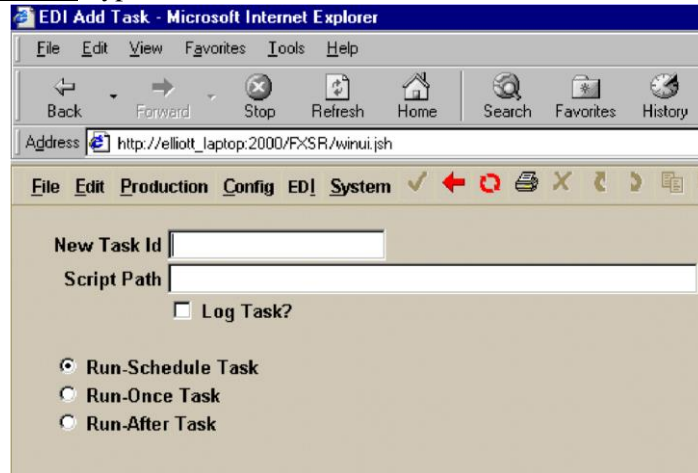 EDI Add Task - Microsoft Internet Explorer
File Edit View Favorites Tools Help
Back Forward Stop Refresh Home Search Favorites History
Address http://elliott_laptop:2000/FXSR/winui.jsh
File Edit Production Config EDI System
New Task Id
Script Path
Log Task?
Run-Schedule Task
Run-Once Task
Run-After Task